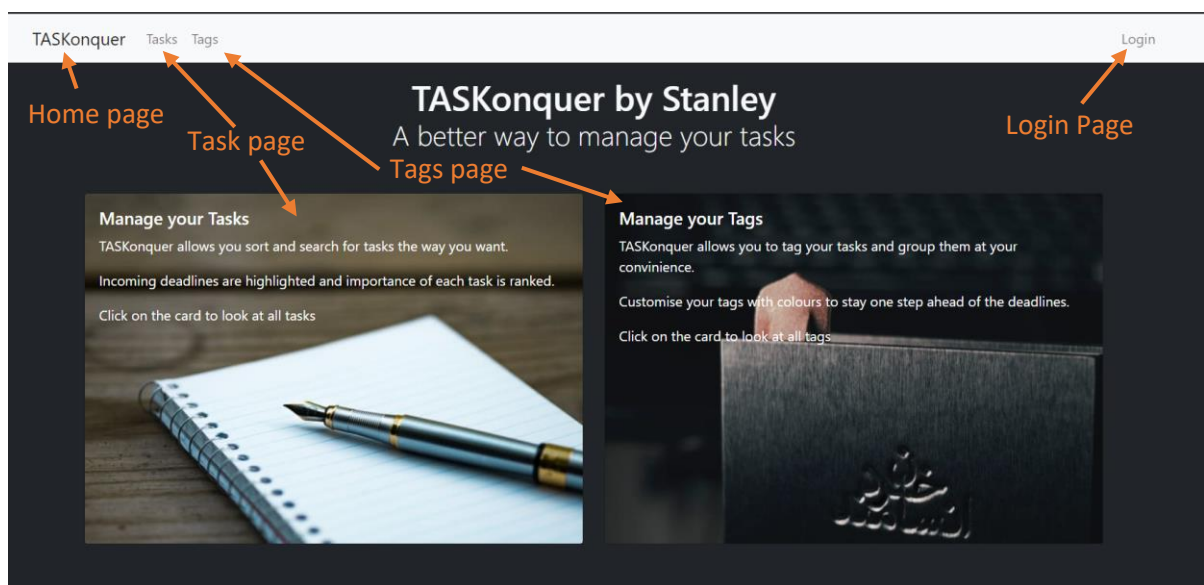 TASKonquer Tasks Tags Login
Home page
Task page
Tags page
Login Page
TASKonquer by Stanley
A better way to manage your tasks
Manage your Tasks
TASKonquer allows you sort and search for tasks the way you want.
Incoming deadlines are highlighted and importance of each task is ranked.
Click on the card to look at all tasks
Manage your Tags
TASKonquer allows you to tag your tasks and group them at your
convinience.
Customise your tags with colours to stay one step ahead of the deadlines.
Click on the card to look at all tags